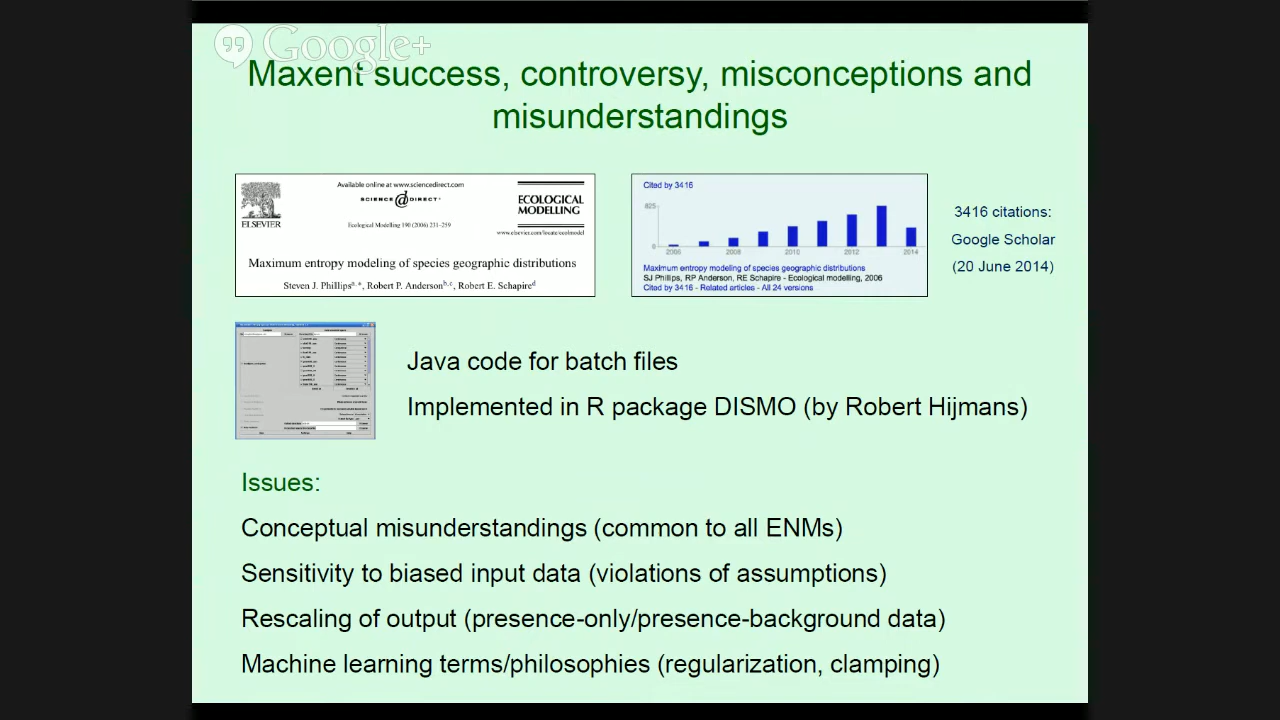 Google+
Maxent success, controversy, misconceptions and
misunderstandings
Available online at www.sciencedirect.com
SCIENCE @ DIRECT•
ELSEVIER
Ecological Modelling 190 (2006) 231–259
ECOLOGICAL
MODELLING
www.elsevier.com/locate/ecolmodel
Maximum entropy modeling of species geographic distributions
Steven J. Phillips a,*, Robert P. Anderson b,c, Robert E. Schapire d
Cited by 3416
825
0
2006 2008 2010 2012 2014
Maximum entropy modeling of species geographic distributions
SJ Phillips, RP Anderson, RE Schapire - Ecological modelling, 2006
Cited by 3416 - Related articles - All 24 versions
3416 citations:
Google Scholar
(20 June 2014)
Java code for batch files
Implemented in R package DISMO (by Robert Hijmans)
Issues:
Conceptual misunderstandings (common to all ENMs)
Sensitivity to biased input data (violations of assumptions)
Rescaling of output (presence-only/presence-background data)
Machine learning terms/philosophies (regularization, clamping)